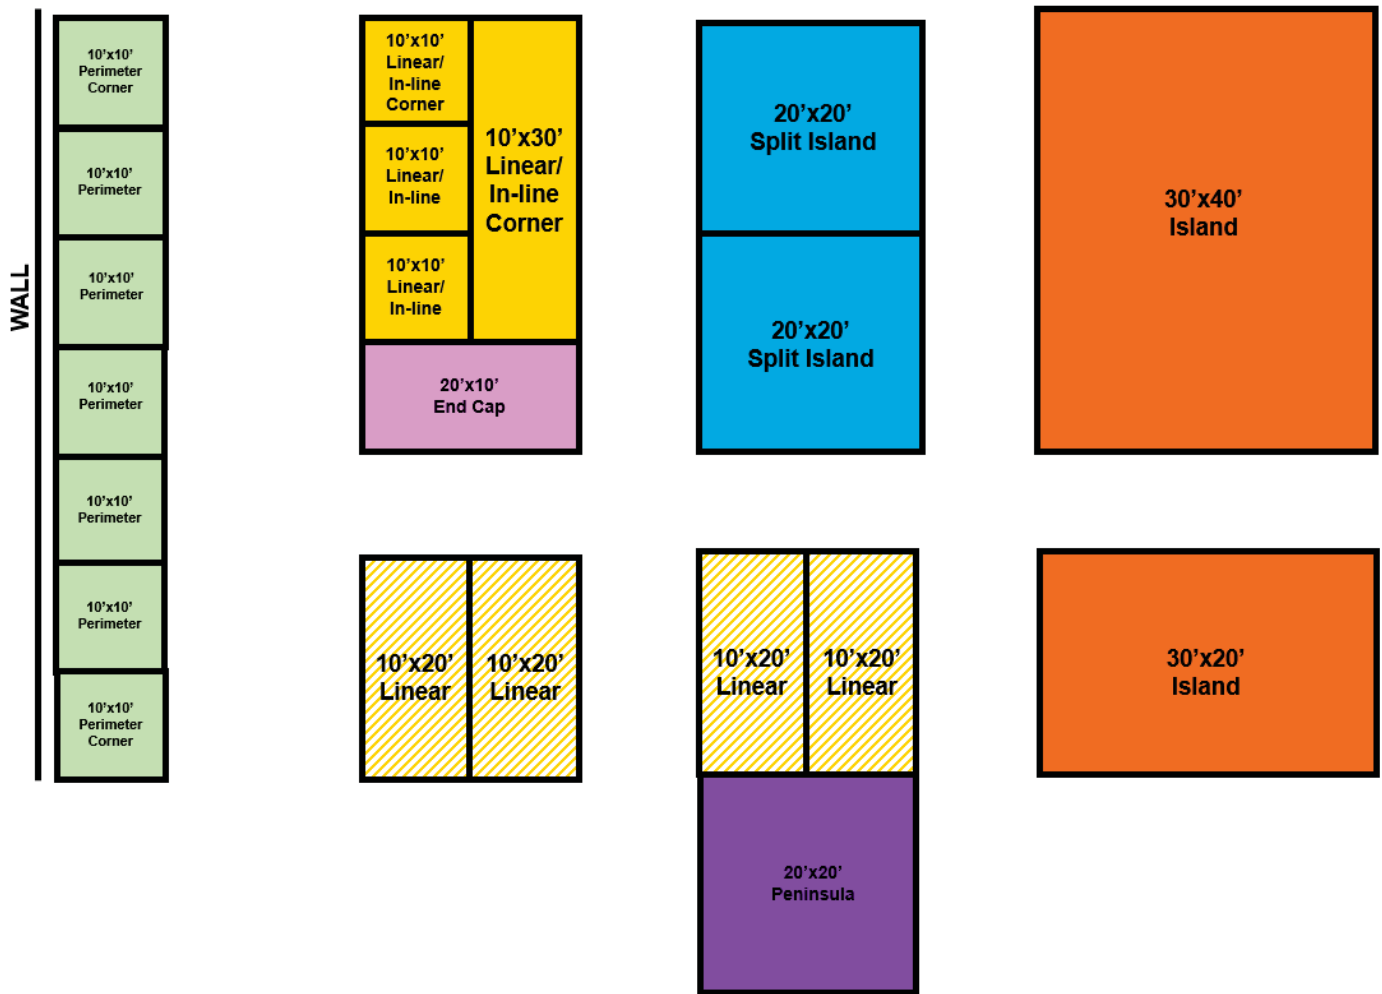 WALL
10’x10’
Perimeter
Corner
10’x10’
Perimeter
10’x10’
Perimeter
10’x10’
Perimeter
10’x10’
Perimeter
10’x10’
Perimeter
10’x10’
Perimeter
Corner
10’x10’
Linear/
In-line
Corner
10’x10’
Linear/
In-line
10’x10’
Linear/
In-line
10’x30’
Linear/
In-line
Corner
20’x10’
End Cap
20’x20’
Split Island
20’x20’
Split Island
30’x40’
Island
10’x20’
Linear
10’x20’
Linear
10’x20’
Linear
10’x20’
Linear
20’x20’
Peninsula
30’x20’
Island